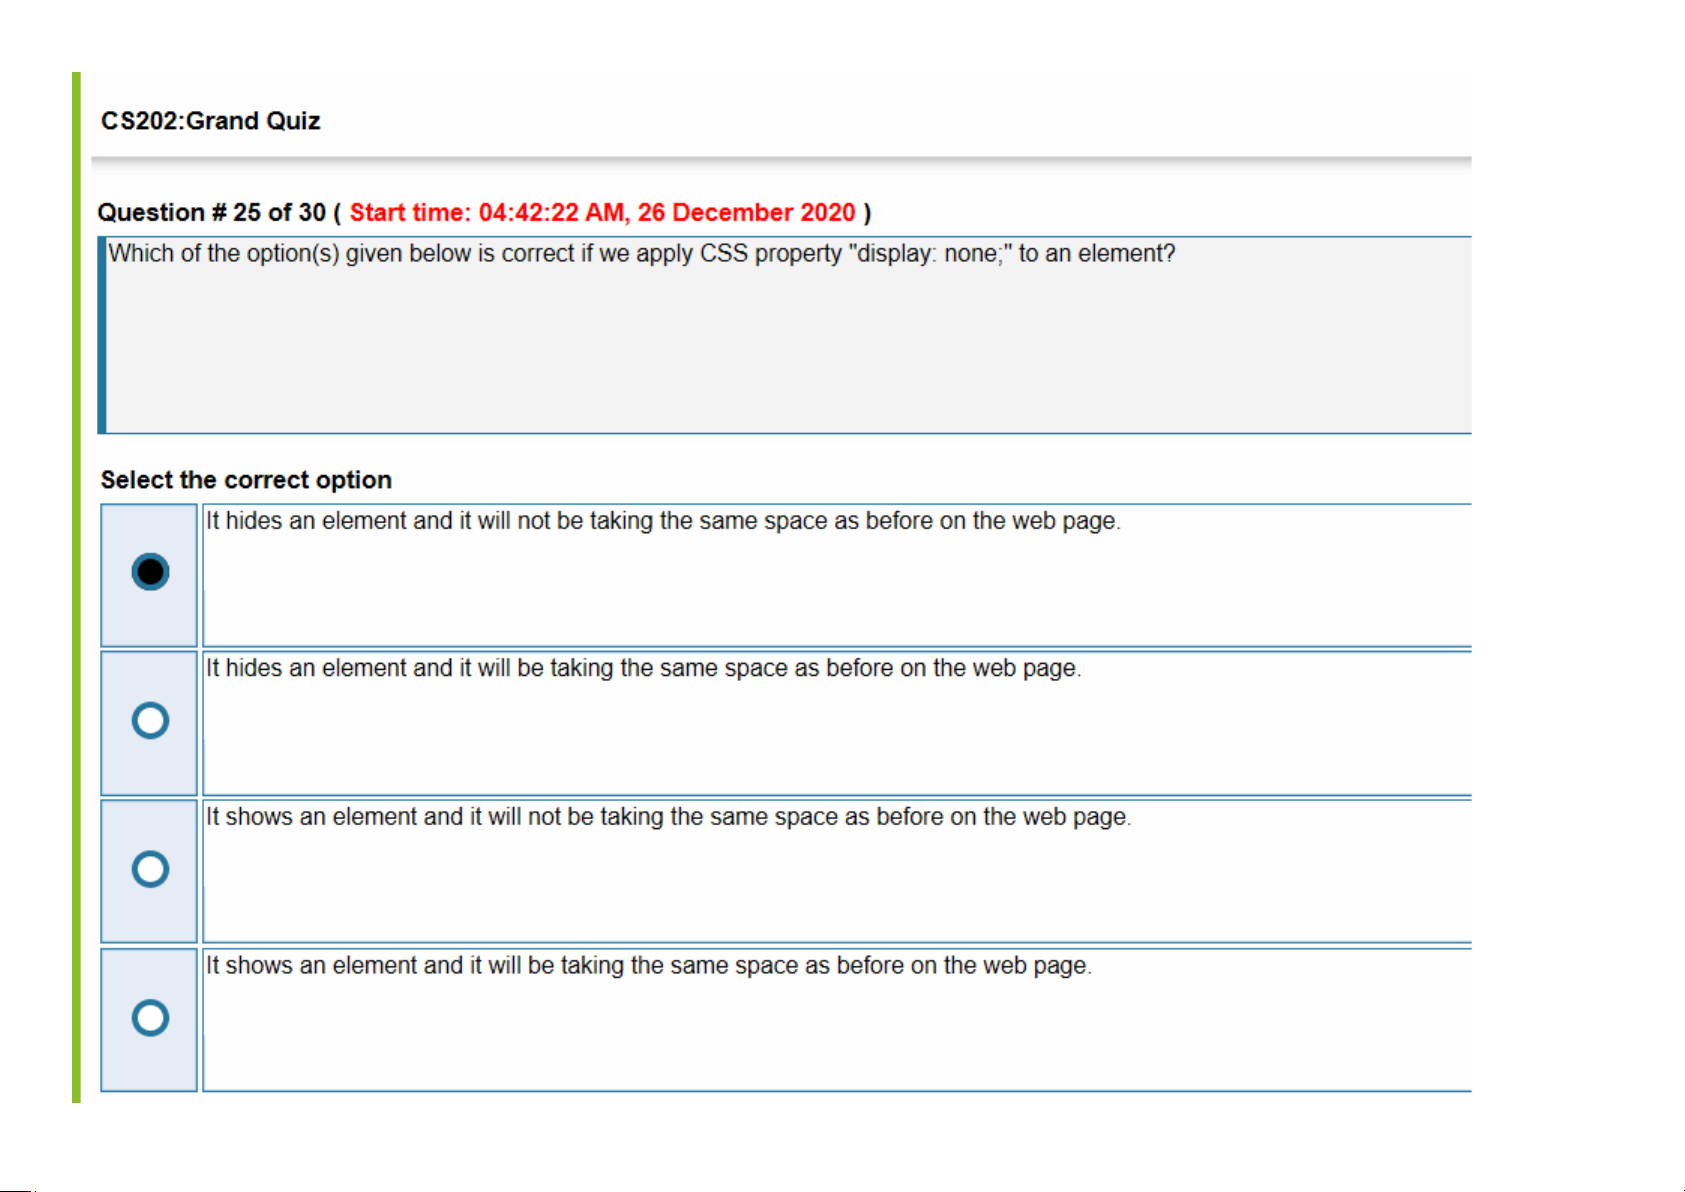 CS202:Grand Quiz
Question # 25 of 30 ( Start time: 04:42:22 AM, 26 December 2020 )
Which of the option(s) given below is correct if we apply CSS property "display: none;" to an element?
Select the correct option
It hides an element and it will not be taking the same space as before on the web page.
It hides an element and it will be taking the same space as before on the web page.
It shows an element and it will not be taking the same space as before on the web page.
It shows an element and it will be taking the same space as before on the web page.